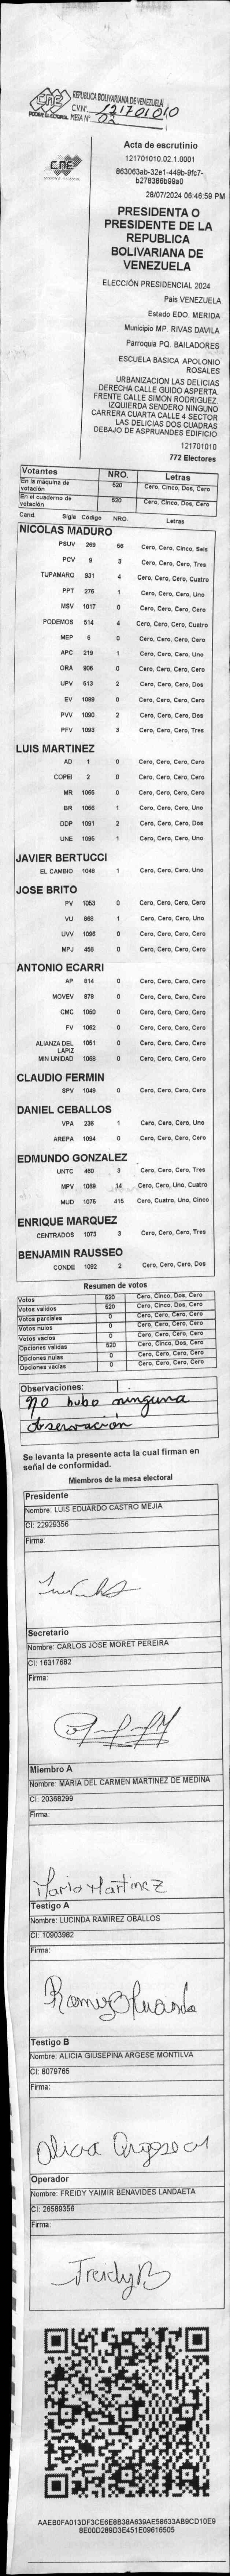 CNE
PODER ELECTORAL
REPÚBLICA BOLIVARIANA DE VENEZUELA
C.V.Nº. 121701010
MESA Nº 02
CNE
Acta de escrutinio
121701010.02.1.0001
863063ab-32e1-449b-9fc7-
b278386b99a0
28/07/2024 06:46:59 PM
PRESIDENTA O
PRESIDENTE DE LA
REPUBLICA
BOLIVARIANA DE
VENEZUELA
ELECCIÓN PRESIDENCIAL 2024
Pais VENEZUELA
Estado EDO. MERIDA
Municipio MP. RIVAS DAVILA
Parroquia PQ. BAILADORES
ESCUELA BASICA APOLONIO
ROSALES
URBANIZACION LAS DELICIAS
DERECHA CALLE GUIDO ASPERTA.
FRENTE CALLE SIMON RODRIGUEZ.
IZQUIERDA SENDERO NINGUNO
CARRERA CUARTA CALLE 4 SECTOR
LAS DELICIAS DOS CUADRAS
DEBAJO DE ASPRUANDES EDIFICIO
121701010
772 Electores
Votantes NRO. Letras
En la máquina de votación 520 Cero, Cinco, Dos, Cero
En el cuaderno de votación 520 Cero, Cinco, Dos, Cero
Cand. Sigla Código NRO. Letras
NICOLAS MADURO
PSUV 269 56 Cero, Cero, Cinco, Seis
PCV 9 3 Cero, Cero, Cero, Tres
TUPAMARO 931 4 Cero, Cero, Cero, Cuatro
PPT 276 1 Cero, Cero, Cero, Uno
MSV 1017 0 Cero, Cero, Cero, Cero
PODEMOS 514 4 Cero, Cero, Cero, Cuatro
MEP 6 0 Cero, Cero, Cero, Cero
APC 219 1 Cero, Cero, Cero, Uno
ORA 906 0 Cero, Cero, Cero, Cero
UPV 513 2 Cero, Cero, Cero, Dos
EV 1089 0 Cero, Cero, Cero, Cero
PVV 1090 2 Cero, Cero, Cero, Dos
PFV 1093 3 Cero, Cero, Cero, Tres
LUIS MARTINEZ
AD 1 0 Cero, Cero, Cero, Cero
COPEI 2 0 Cero, Cero, Cero, Cero
MR 1065 0 Cero, Cero, Cero, Cero
BR 1066 1 Cero, Cero, Cero, Uno
DDP 1091 2 Cero, Cero, Cero, Dos
UNE 1095 1 Cero, Cero, Cero, Uno
JAVIER BERTUCCI
EL CAMBIO 1048 1 Cero, Cero, Cero, Uno
JOSE BRITO
PV 1053 0 Cero, Cero, Cero, Cero
VU 868 1 Cero, Cero, Cero, Uno
UVV 1096 0 Cero, Cero, Cero, Cero
MPJ 458 0 Cero, Cero, Cero, Cero
ANTONIO ECARRI
AP 814 0 Cero, Cero, Cero, Cero
MOVEV 879 0 Cero, Cero, Cero, Cero
CMC 1050 0 Cero, Cero, Cero, Cero
FV 1062 0 Cero, Cero, Cero, Cero
ALIANZA DEL LAPIZ 1051 0 Cero, Cero, Cero, Cero
MIN UNIDAD 1068 0 Cero, Cero, Cero, Cero
CLAUDIO FERMIN
SPV 1049 0 Cero, Cero, Cero, Cero
DANIEL CEBALLOS
VPA 236 1 Cero, Cero, Cero, Uno
AREPA 1094 0 Cero, Cero, Cero, Cero
EDMUNDO GONZALEZ
UNTC 460 3 Cero, Cero, Cero, Tres
MPV 1069 14 Cero, Cero, Uno, Cuatro
MUD 1076 415 Cero, Cuatro, Uno, Cinco
ENRIQUE MARQUEZ
CENTRADOS 1073 3 Cero, Cero, Cero, Tres
BENJAMIN RAUSSEO
CONDE 1092 2 Cero, Cero, Cero, Dos
Resumen de votos
Votos 520 Cero, Cinco, Dos, Cero
Votos validos 520 Cero, Cinco, Dos, Cero
Votos parciales 0 Cero, Cero, Cero, Cero
Votos nulos 0 Cero, Cero, Cero, Cero
Votos vacios 0 Cero, Cero, Cero, Cero
Opciones validas 520 Cero, Cinco, Dos, Cero
Opciones nulas 0 Cero, Cero, Cero, Cero
Opciones vacias 0 Cero, Cero, Cero, Cero
Observaciones:
no hubo ninguna
observación
Se levanta la presente acta la cual firman en
señal de conformidad.
Miembros de la mesa electoral
Presidente
Nombre: LUIS EDUARDO CASTRO MEJIA
CI: 22929356
Firma:
Secretario
Nombre: CARLOS JOSE MORET PEREIRA
CI: 16317682
Firma:
Miembro A
Nombre: MARIA DEL CARMEN MARTINEZ DE MEDINA
CI: 20368299
Firma:
Maria Martinez
Testigo A
Nombre: LUCINDA RAMIREZ OBALLOS
CI: 10903982
Firma:
Testigo B
Nombre: ALICIA GIUSEPINA ARGESE MONTILVA
CI: 8079765
Firma:
Operador
Nombre: FREIDY YAIMIR BENAVIDES LANDAETA
CI: 26589356
Firma:
Freidy B
AAEB0FA013DF3CE6E8B38A639AE58633AB9CD10E9
8E00D289D3E451E09616505